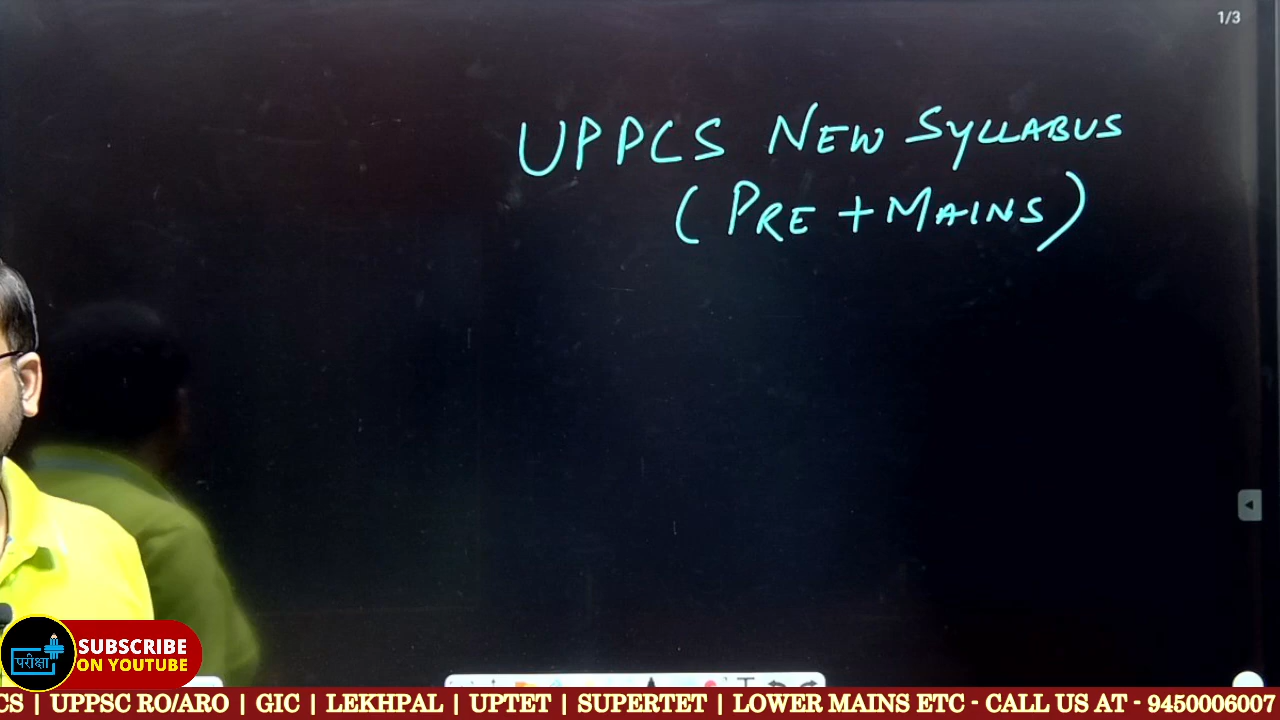 1/3
UPPCS NEW SYLLABUS
(PRE + MAINS)
परीक्षा
SUBSCRIBE
ON YOUTUBE
CS | UPPSC RO/ARO | GIC | LEKHPAL | UPTET | SUPERTET | LOWER MAINS ETC - CALL US AT - 9450006007